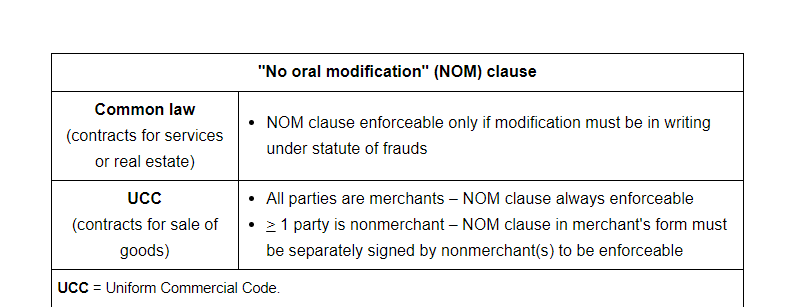 "No oral modification" (NOM) clause
Common law
(contracts for services
or real estate)
• NOM clause enforceable only if modification must be in writing
under statute of frauds
UCC
(contracts for sale of
goods)
• All parties are merchants – NOM clause always enforceable
• ≥ 1 party is nonmerchant – NOM clause in merchant's form must
be separately signed by nonmerchant(s) to be enforceable
UCC = Uniform Commercial Code.